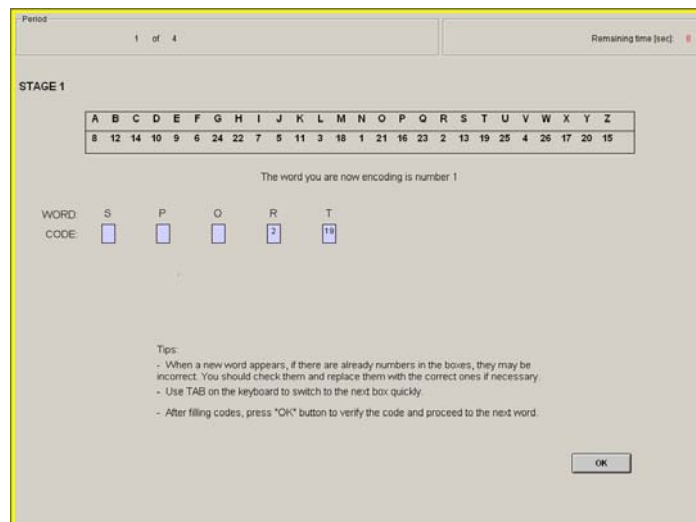 Period
1 of 4 Remaining time [sec]: 8
STAGE 1
A B C D E F G H I J K L M N O P Q R S T U V W X Y Z
8 12 14 10 9 6 24 22 7 5 11 3 18 1 21 16 23 2 13 19 25 4 26 17 20 15
The word you are now encoding is number 1
WORD: S P O R T
CODE: 2 19
Tips:
- When a new word appears, if there are already numbers in the boxes, they may be
incorrect. You should check them and replace them with the correct ones if necessary.
- Use TAB on the keyboard to switch to the next box quickly.
- After filling codes, press "OK" button to verify the code and proceed to the next word.
OK